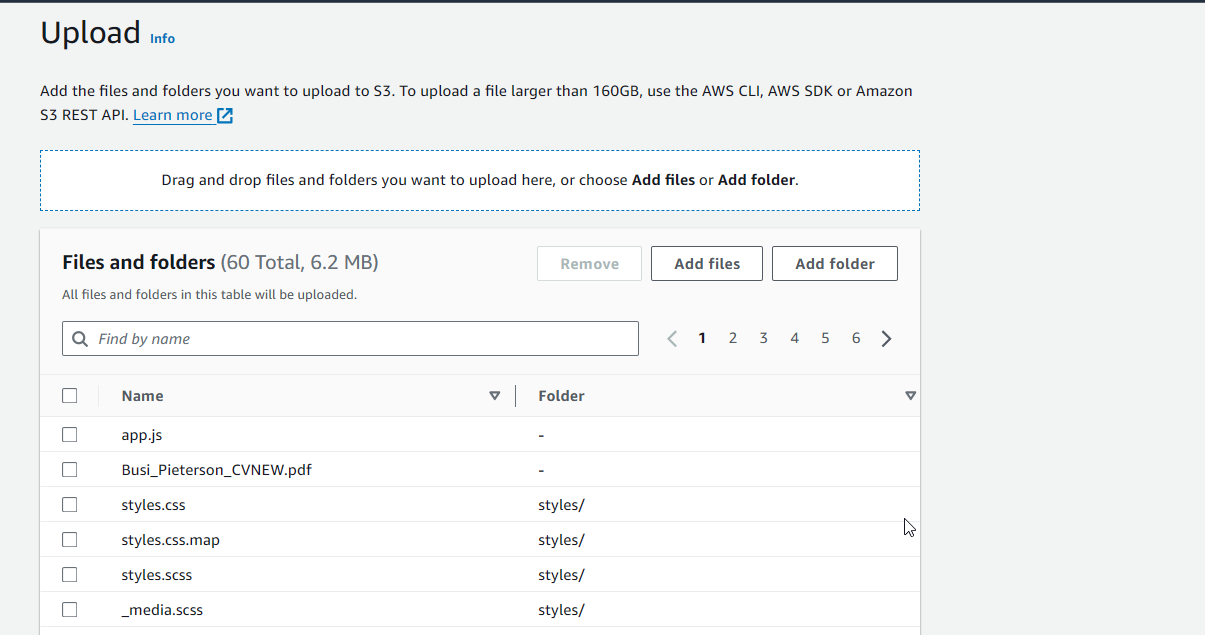 Upload Info
Add the files and folders you want to upload to S3. To upload a file larger than 160GB, use the AWS CLI, AWS SDK or Amazon
S3 REST API. Learn more
Drag and drop files and folders you want to upload here, or choose Add files or Add folder.
Files and folders (60 Total, 6.2 MB)
Remove
Add files
Add folder
All files and folders in this table will be uploaded.
Find by name
1 2 3 4 5 6
Name Folder
app.js -
Busi_Pieterson_CVNEW.pdf -
styles.css styles/
styles.css.map styles/
styles.scss styles/
_media.scss styles/